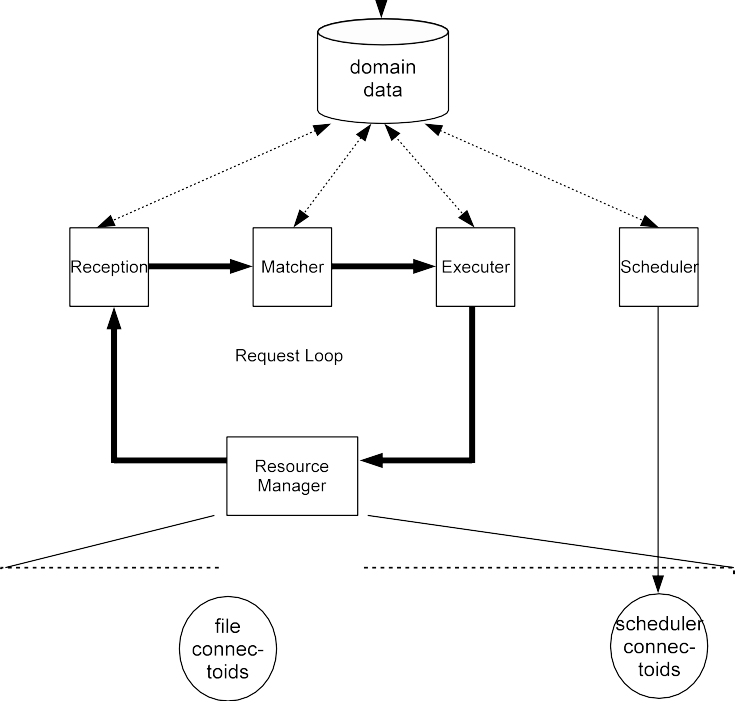 domain
data
Reception
Matcher
Executer
Scheduler
Request Loop
Resource
Manager
file
connec-
toids
scheduler
connec-
toids